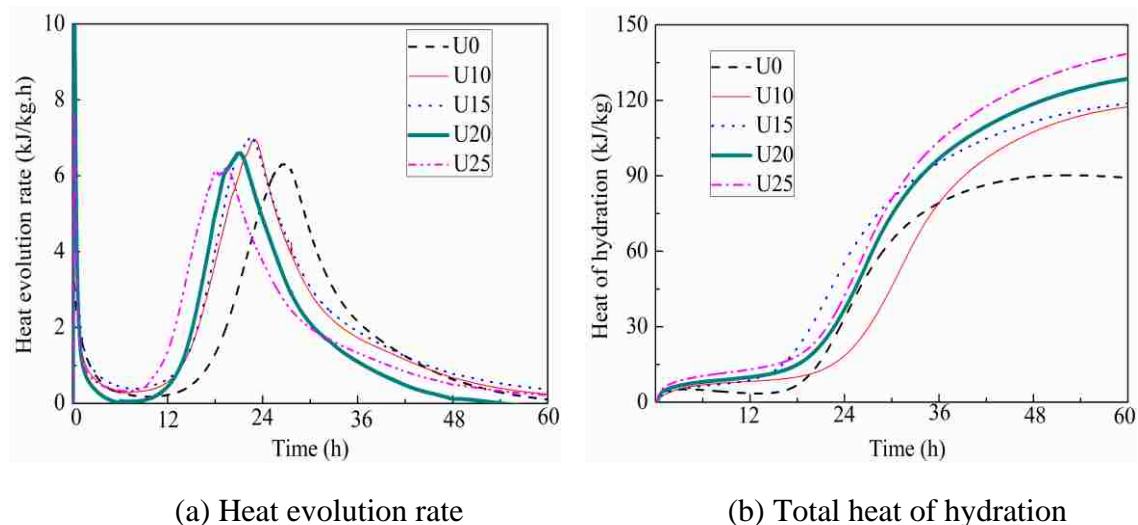 10
8
6
4
2
0
Heat evolution rate (kJ/kg.h)
U0
U10
U15
U20
U25
0 12 24 36 48 60
Time (h)
(a) Heat evolution rate
150
120
90
60
30
0
Heat of hydration (kJ/kg)
U0
U10
U15
U20
U25
0 12 24 36 48 60
Time (h)
(b) Total heat of hydration